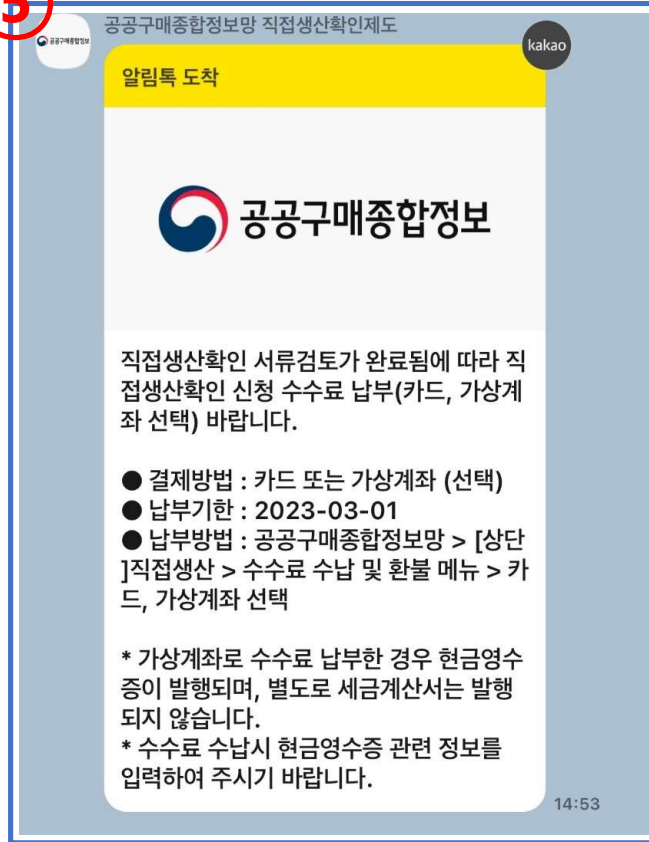 ③
공공구매종합정보망 직접생산확인제도
공공구매종합정보
kakao
알림톡 도착
공공구매종합정보
직접생산확인 서류검토가 완료됨에 따라 직
접생산확인 신청 수수료 납부(카드, 가상계
좌 선택) 바랍니다.
● 결제방법 : 카드 또는 가상계좌 (선택)
● 납부기한 : 2023-03-01
● 납부방법 : 공공구매종합정보망 > [상단
]직접생산 > 수수료 수납 및 환불 메뉴 > 카
드, 가상계좌 선택
* 가상계좌로 수수료 납부한 경우 현금영수
증이 발행되며, 별도로 세금계산서는 발행
되지 않습니다.
* 수수료 수납시 현금영수증 관련 정보를
입력하여 주시기 바랍니다.
14:53